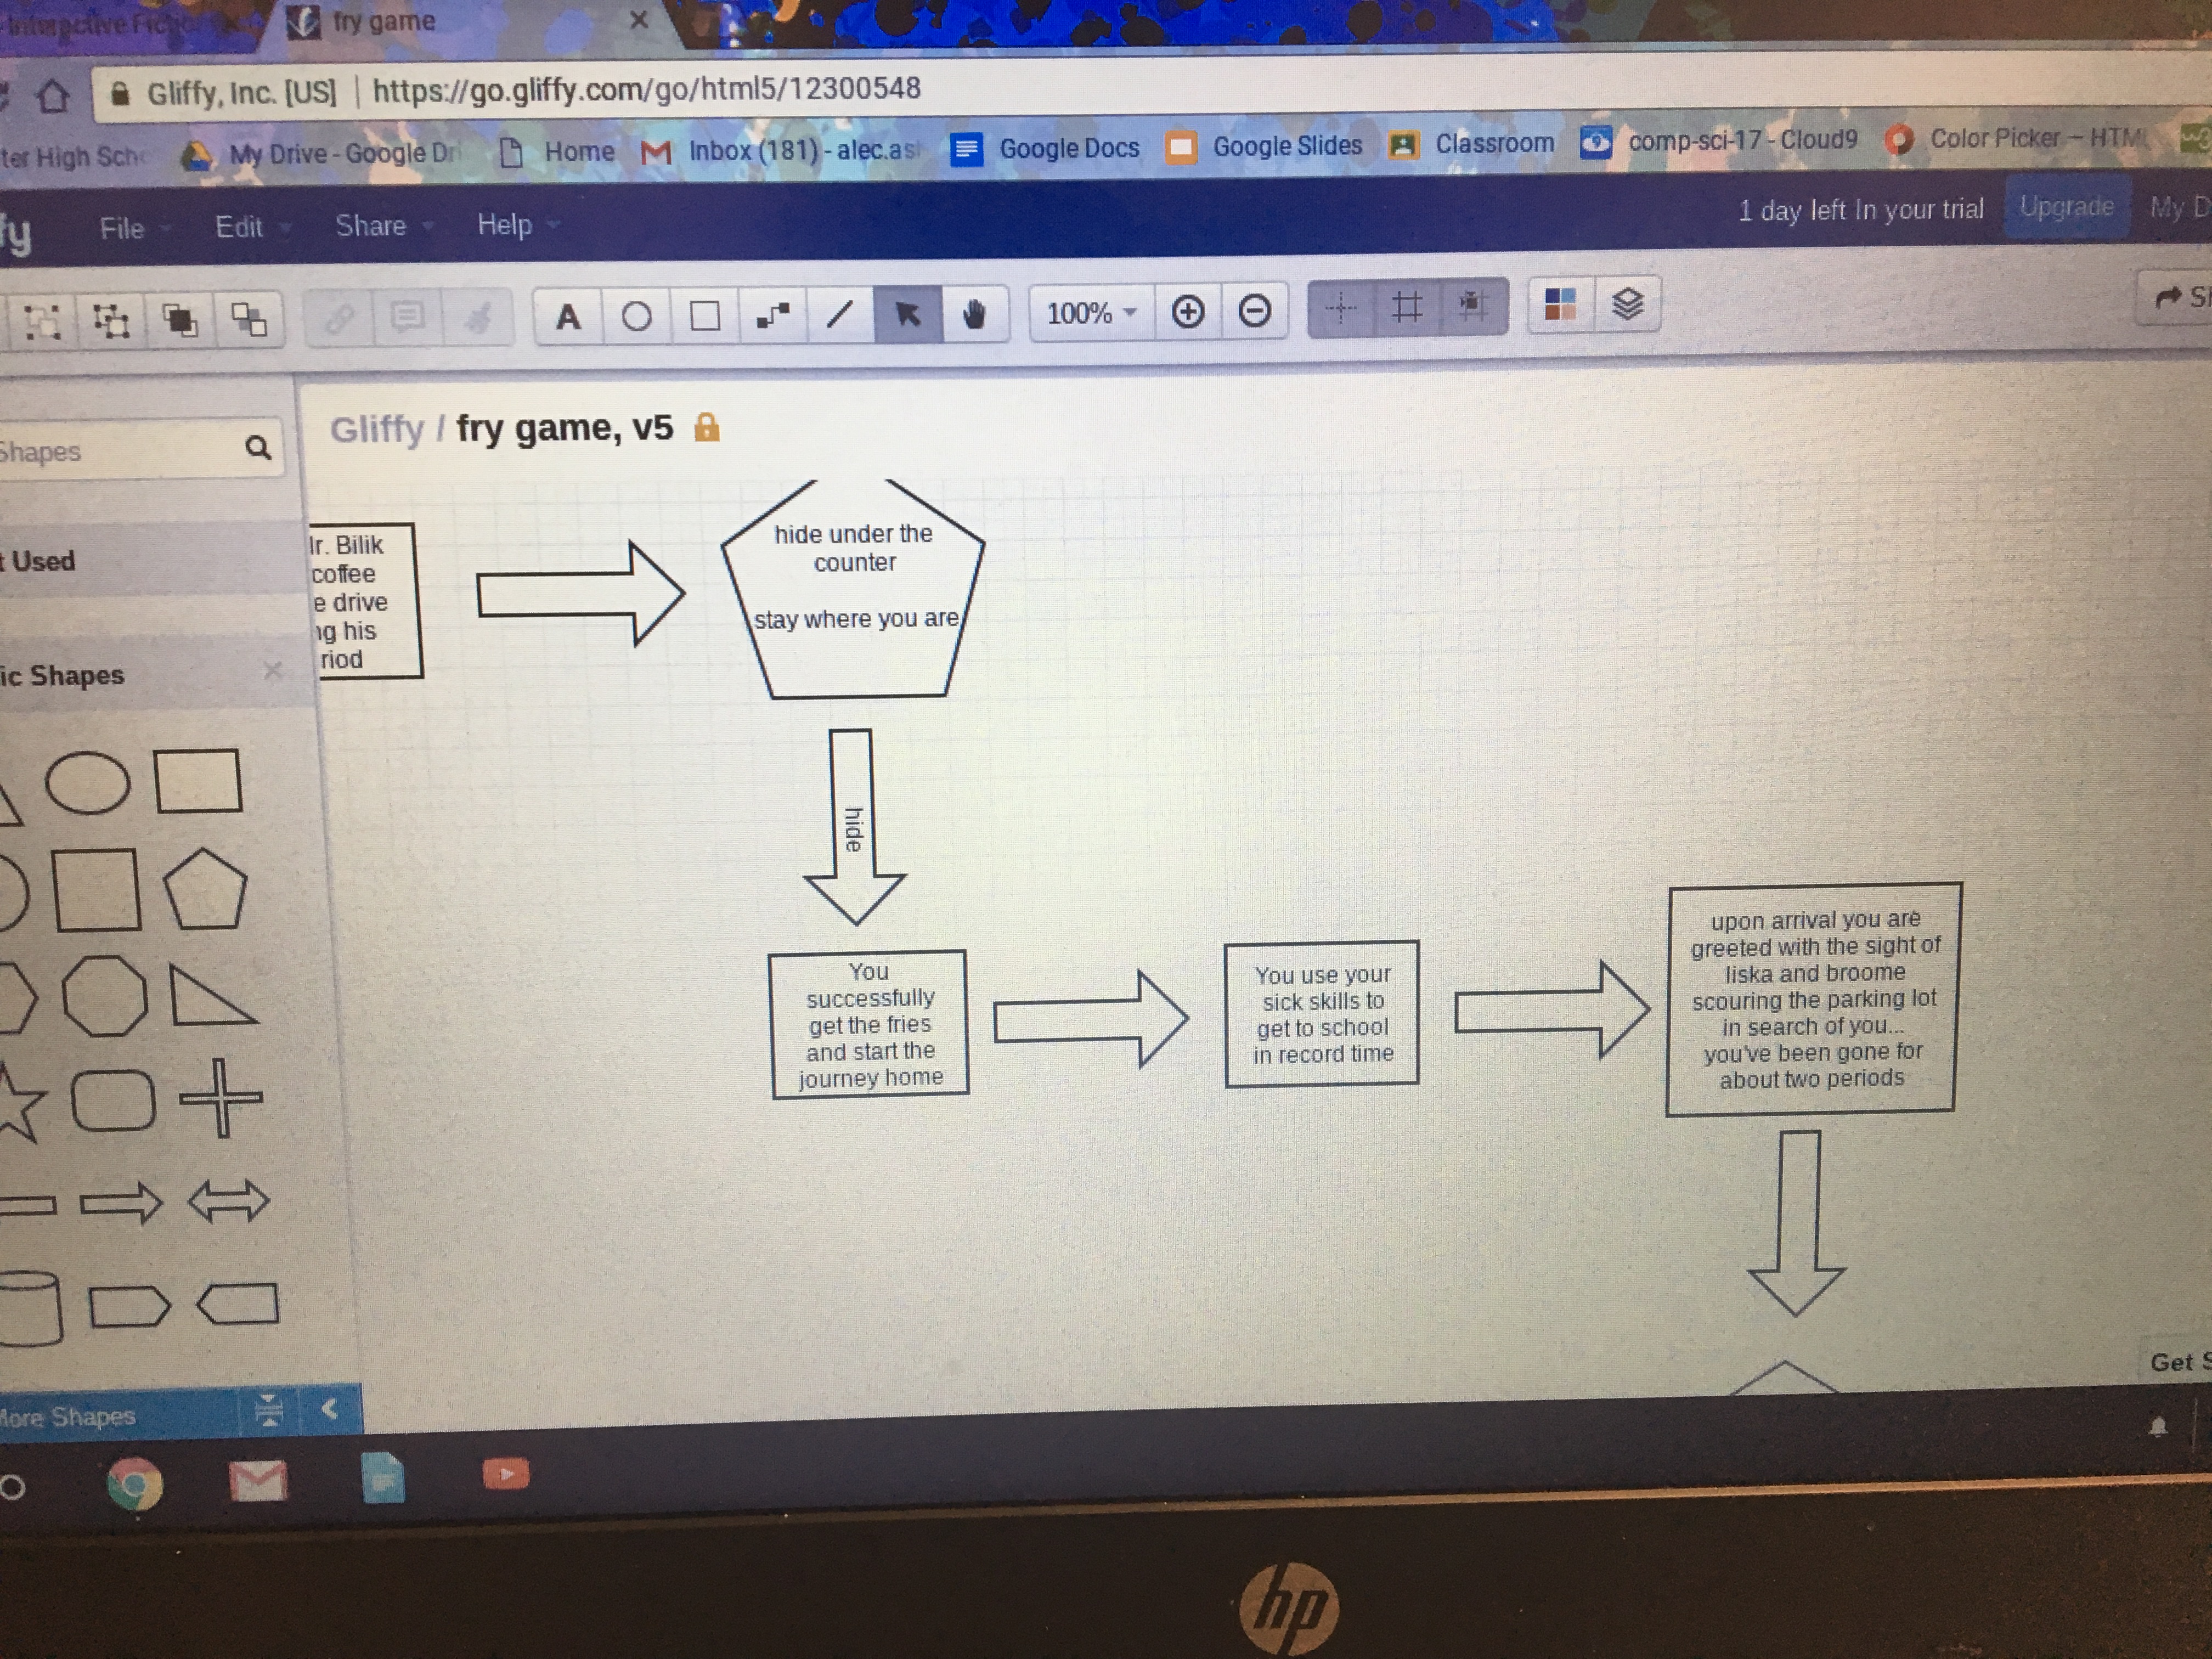 fry game
Gliffy, Inc. [US] | https://go.gliffy.com/go/html5/12300548
ter High Sch
My Drive - Google Dri
Home
Inbox (181) - alec.as
Google Docs
Google Slides
Classroom
comp-sci-17 - Cloud9
Color Picker – HTML
fy
File
Edit
Share
Help
1 day left In your trial
Upgrade
My D
A
100%
Gliffy / fry game, v5
Shapes
t Used
ic Shapes
Ir. Bilik
coffee
e drive
ng his
riod
hide under the
counter
stay where you are
hide
You
successfully
get the fries
and start the
journey home
You use your
sick skills to
get to school
in record time
upon arrival you are
greeted with the sight of
liska and broome
scouring the parking lot
in search of you...
you've been gone for
about two periods
Get S
More Shapes
hp